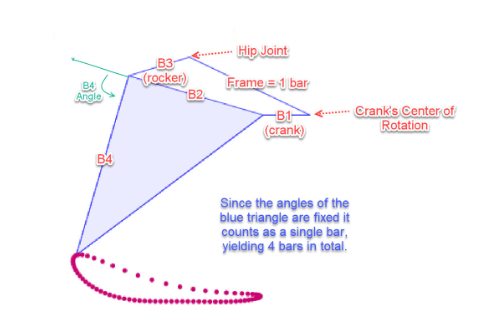 Hip Joint
B3
(rocker)
Frame = 1 bar
B4
Angle
B2
B1
(crank)
Crank's Center of
Rotation
B4
Since the angles of the
blue triangle are fixed it
counts as a single bar,
yielding 4 bars in total.